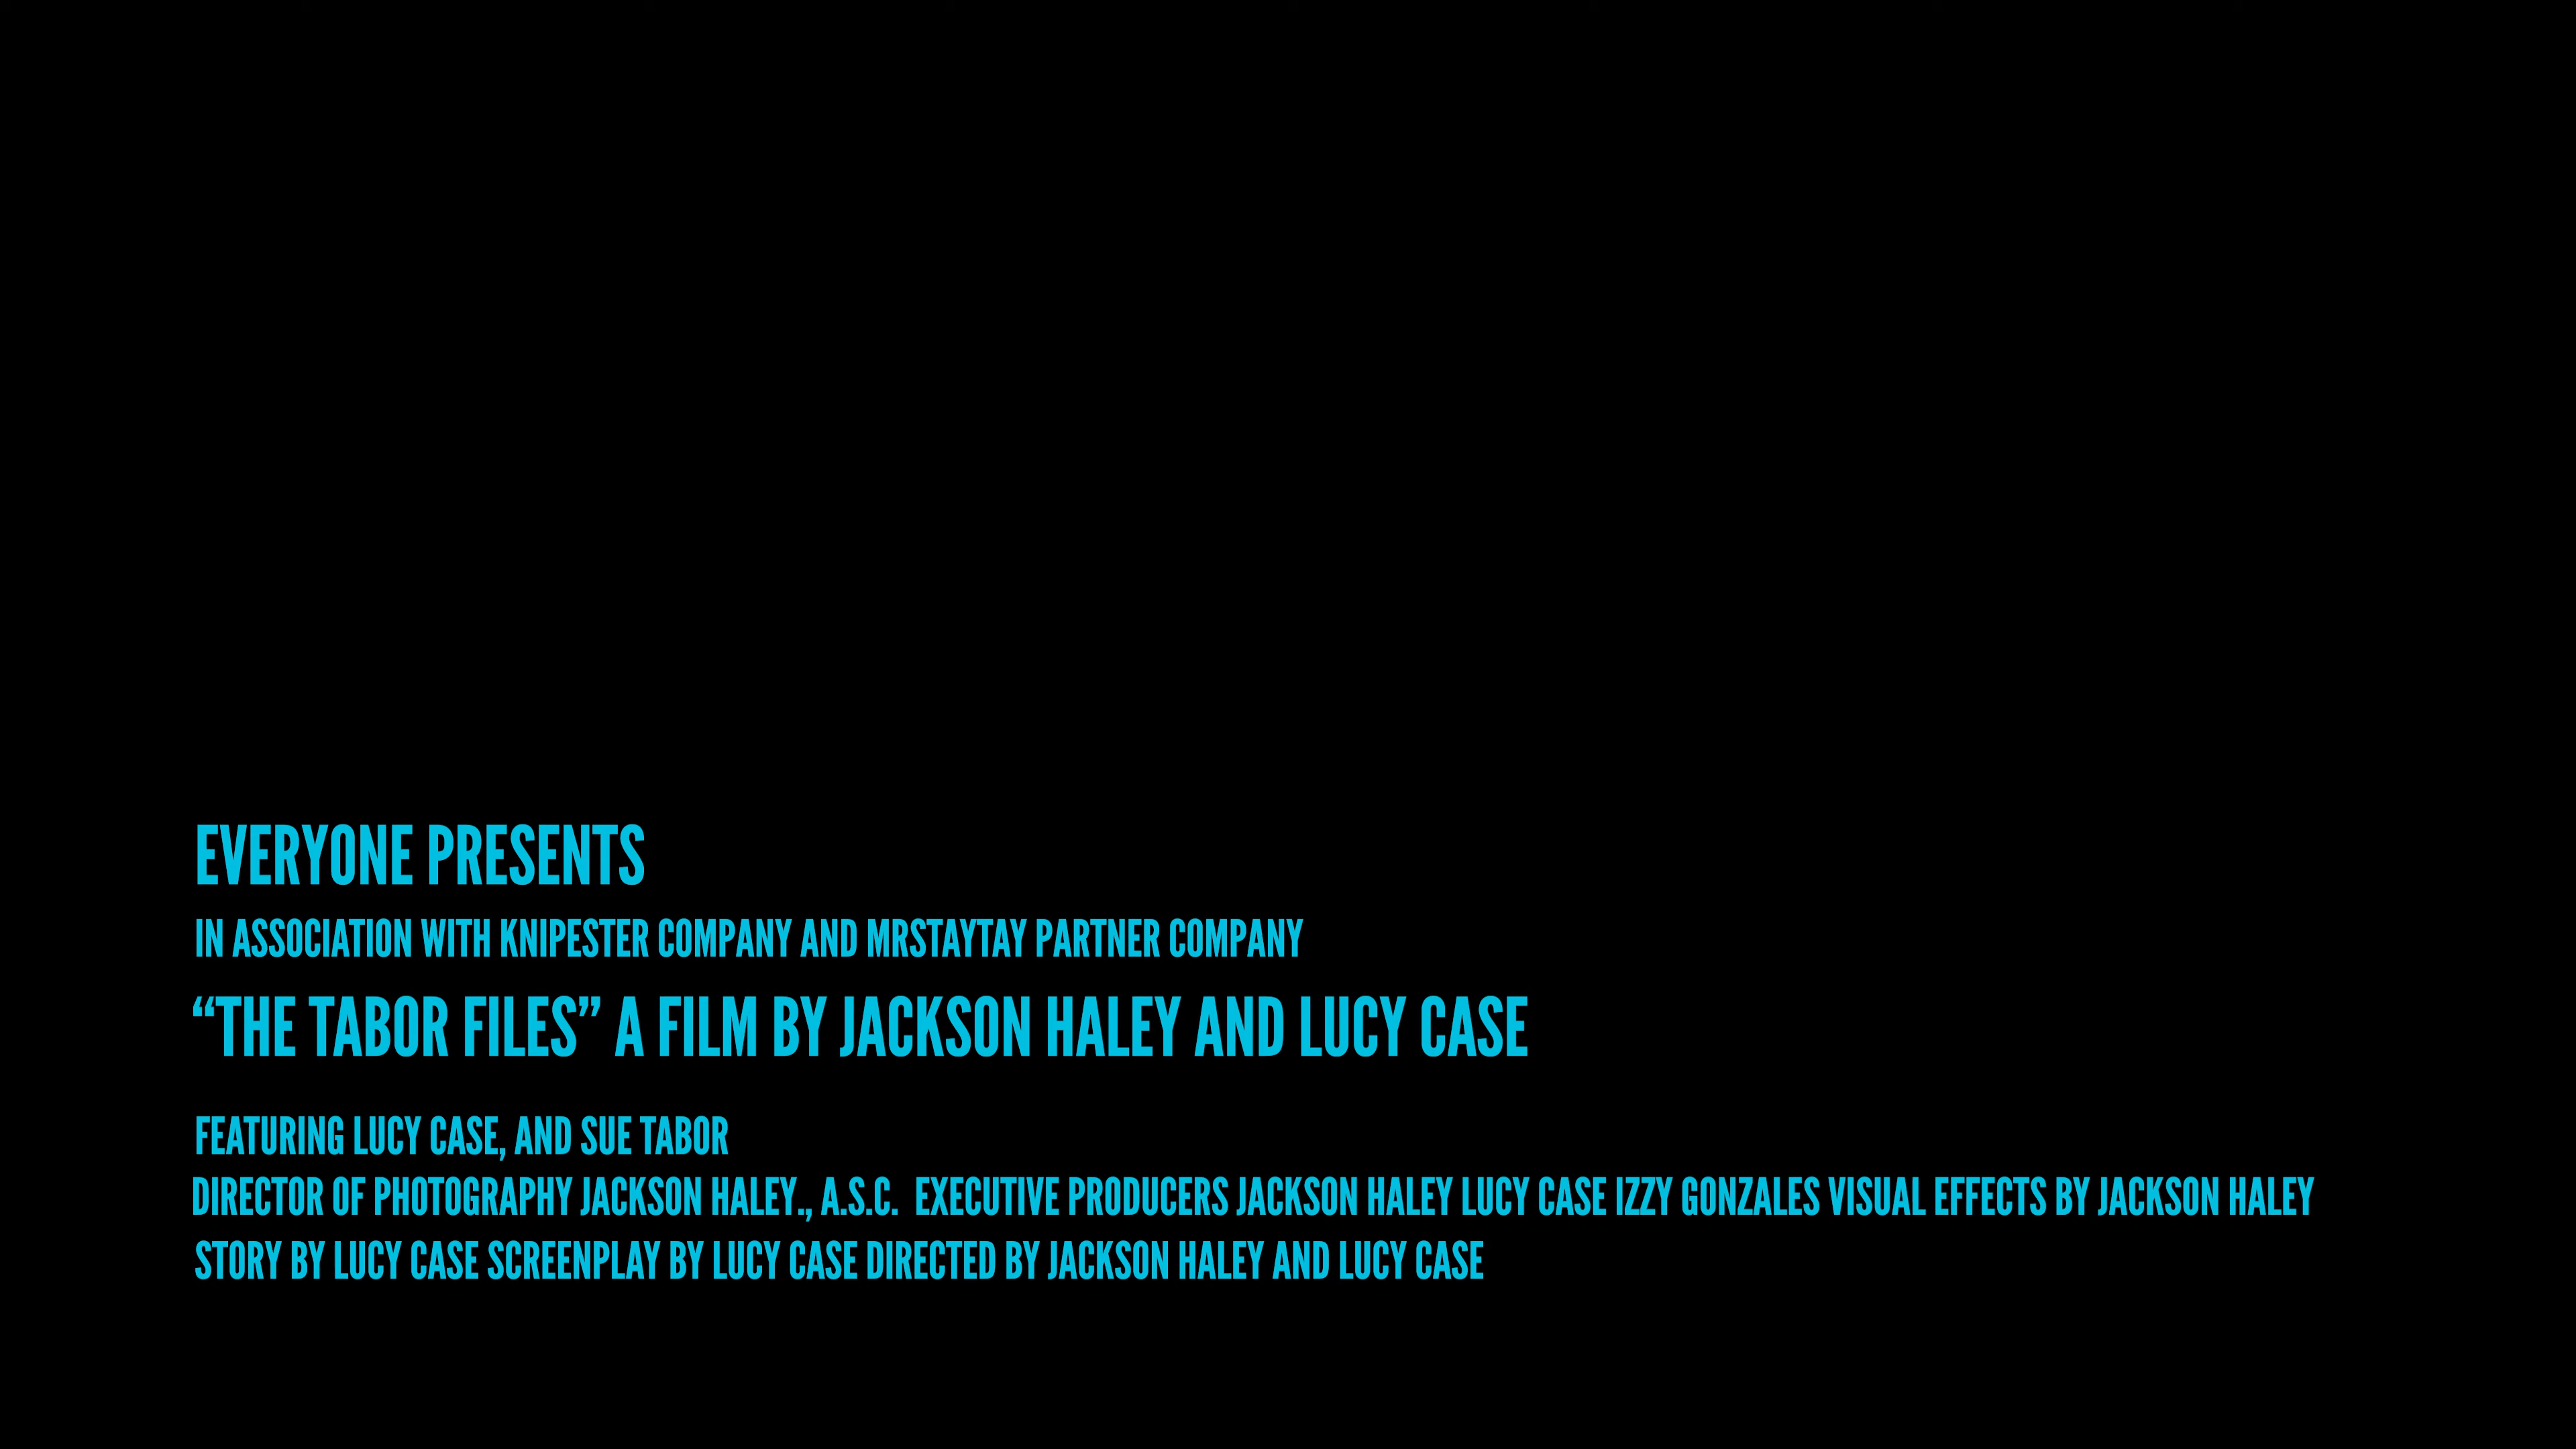 EVERYONE PRESENTS
IN ASSOCIATION WITH KNIPESTER COMPANY AND MRSTAYTAY PARTNER COMPANY
“THE TABOR FILES” A FILM BY JACKSON HALEY AND LUCY CASE
FEATURING LUCY CASE, AND SUE TABOR
DIRECTOR OF PHOTOGRAPHY JACKSON HALEY., A.S.C.  EXECUTIVE PRODUCERS JACKSON HALEY LUCY CASE IZZY GONZALES VISUAL EFFECTS BY JACKSON HALEY
STORY BY LUCY CASE SCREENPLAY BY LUCY CASE DIRECTED BY JACKSON HALEY AND LUCY CASE